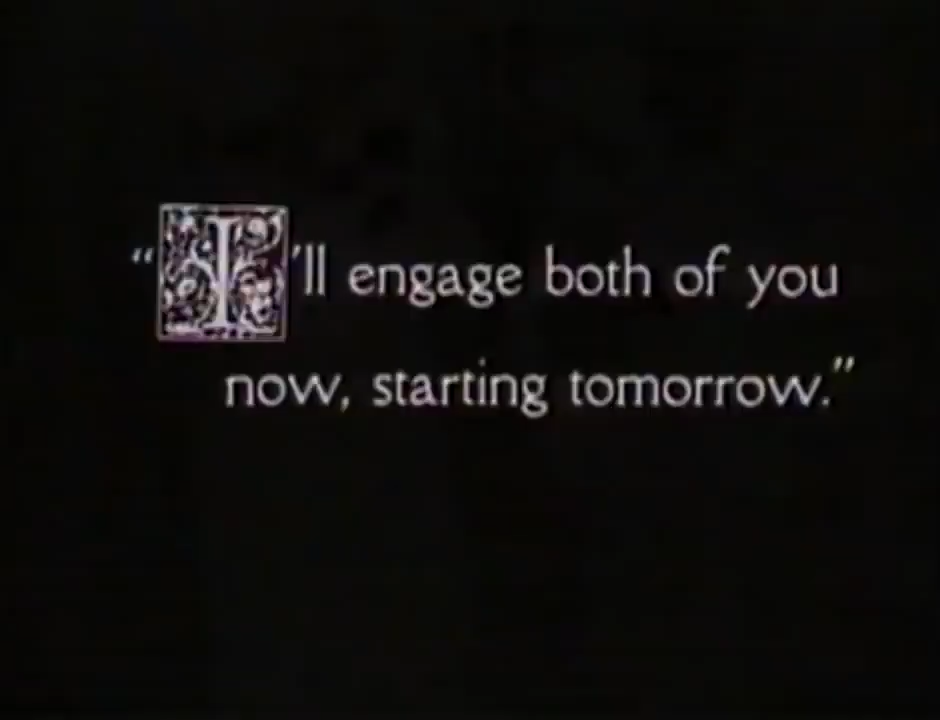 “I'll engage both of you
now, starting tomorrow.”